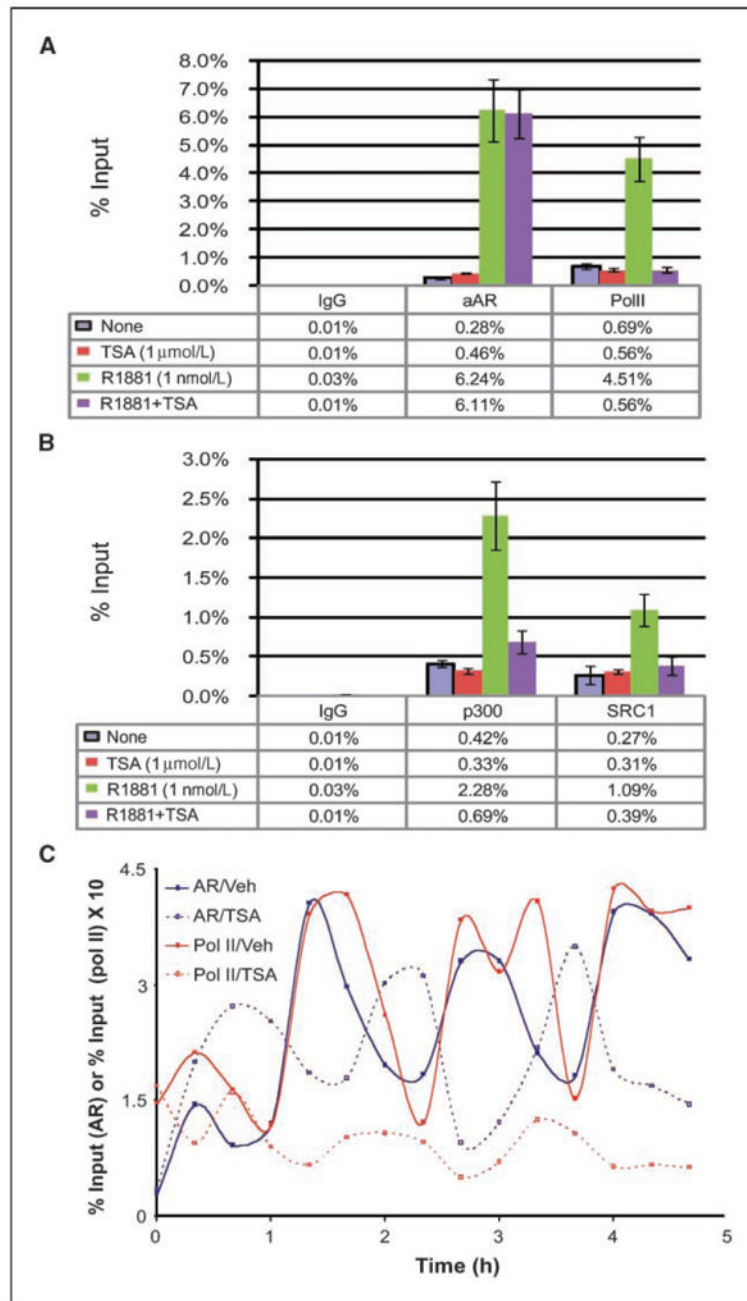 A
8.0%
7.0%
6.0%
5.0%
4.0%
3.0%
2.0%
1.0%
0.0%
% Input
IgG aAR PolII
None 0.01% 0.28% 0.69%
TSA (1 μmol/L) 0.01% 0.46% 0.56%
R1881 (1 nmol/L) 0.03% 6.24% 4.51%
R1881+TSA 0.01% 6.11% 0.56%
B
3.0%
2.5%
2.0%
1.5%
1.0%
0.5%
0.0%
% Input
IgG p300 SRC1
None 0.01% 0.42% 0.27%
TSA (1μmol/L) 0.01% 0.33% 0.31%
R1881 (1 nmol/L) 0.03% 2.28% 1.09%
R1881+TSA 0.01% 0.69% 0.39%
C
% Input (AR) or % Input (pol II) X 10
4.5
3
1.5
0
AR/Veh
AR/TSA
Pol II/Veh
Pol II/TSA
0 1 2 3 4 5
Time (h)